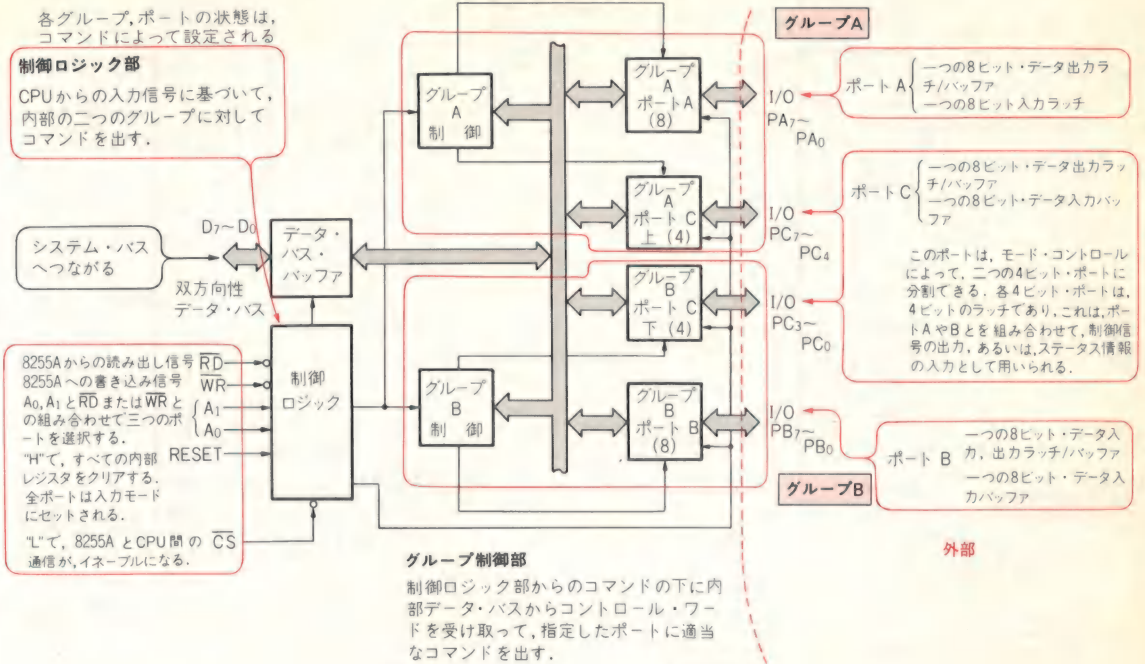 各グループ,ポートの状態は,
コマンドによって設定される
制御ロジック部
CPUからの入力信号に基づいて,
内部の二つのグループに対して
コマンドを出す.
システム・バス
へつながる
D7~D0
双方向性
データ・バス
データ・
バス・
バッファ
8255Aからの読み出し信号 RD
8255Aへの書き込み信号 WR
A0, A1とRDまたはWRと
の組み合わせで三つのポ
ートを選択する.
A1
A0
"H"で, すべての内部
レジスタをクリアする.
全ポートは入力モード
にセットされる.
RESET
"L"で, 8255AとCPU間の CS
通信が,イネーブルになる.
制御
ロジック
グループ
A
制 御
グループ
B
制 御
グループ
A
ポートA
(8)
グループ
A
ポートC
上 (4)
グループ
B
ポートC
下 (4)
グループ
B
ポートB
(8)
I/O
PA7~
PA0
I/O
PC7~
PC4
I/O
PC3~
PC0
I/O
PB7~
PB0
グループA
ポートA
一つの8ビット・データ出力ラ
チ/バッファ
一つの8ビット入力ラッチ
ポートC
一つの8ビット・データ出力ラッ
チ/バッファ
一つの8ビット・データ入力バッ
ファ
このポートは, モード・コントロール
によって, 二つの4ビット・ポートに
分割できる. 各4ビット・ポートは,
4ビットのラッチであり, これは,ポー
トAやBとを組み合わせて, 制御信
号の出力, あるいは,ステータス情報
の入力として用いられる.
ポート B
一つの8ビット・データ入
力, 出力ラッチ/バッファ
一つの8ビット・データ入
力バッファ
グループB
外部
グループ制御部
制御ロジック部からのコマンドの下に内
部データ・バスからコントロール・ワー
ドを受け取って, 指定したポートに適当
なコマンドを出す.